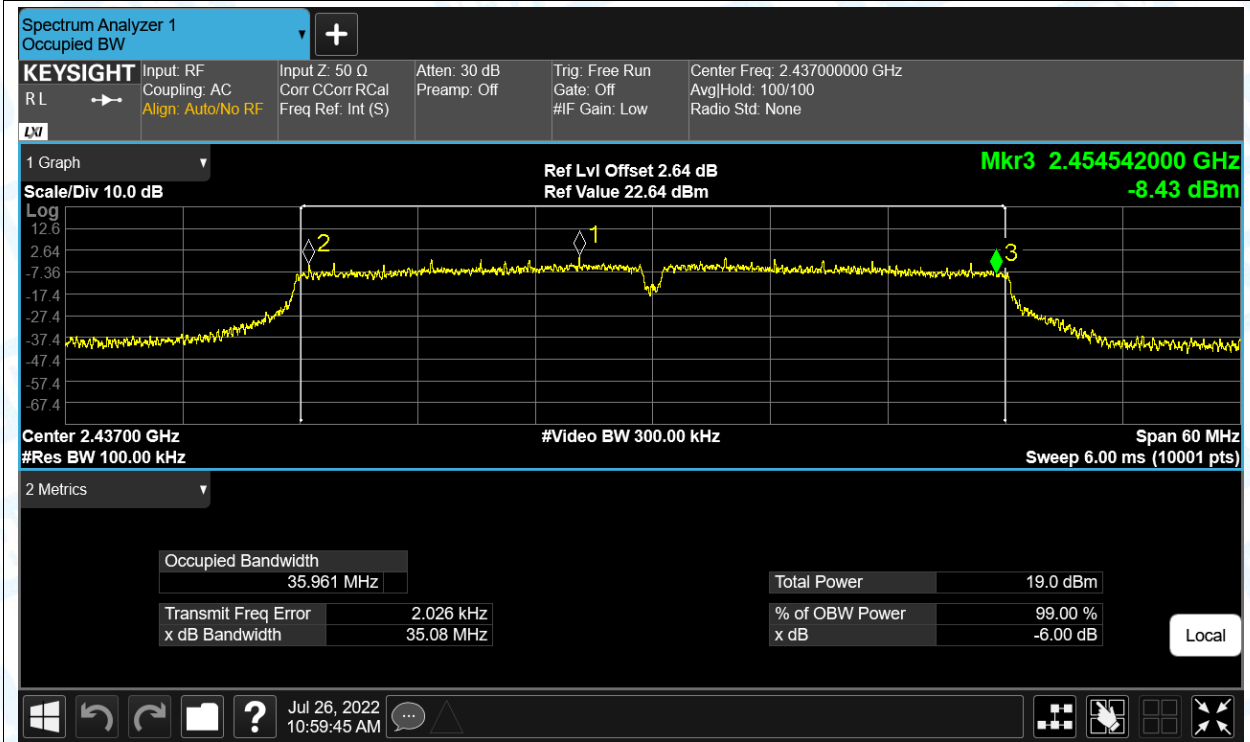 Spectrum Analyzer 1
Occupied BW
▼
+
KEYSIGHT
R L
LXI
Input: RF
Coupling: AC
Align: Auto/No RF
Input Z: 50 Ω
Corr CCorr RCal
Freq Ref: Int (S)
Atten: 30 dB
Preamp: Off
Trig: Free Run
Gate: Off
#IF Gain: Low
Center Freq: 2.437000000 GHz
Avg|Hold: 100/100
Radio Std: None
1 Graph ▼
Scale/Div 10.0 dB
Ref Lvl Offset 2.64 dB
Ref Value 22.64 dBm
Mkr3 2.454542000 GHz
-8.43 dBm
Log
12.6
2.64
-7.36
-17.4
-27.4
-37.4
-47.4
-57.4
-67.4
2
1
3
Center 2.43700 GHz
#Video BW 300.00 kHz
Span 60 MHz
#Res BW 100.00 kHz
Sweep 6.00 ms (10001 pts)
2 Metrics ▼
Occupied Bandwidth
35.961 MHz
Transmit Freq Error 2.026 kHz
x dB Bandwidth 35.08 MHz
Total Power 19.0 dBm
% of OBW Power 99.00 %
x dB -6.00 dB
Local
?
Jul 26, 2022
10:59:45 AM